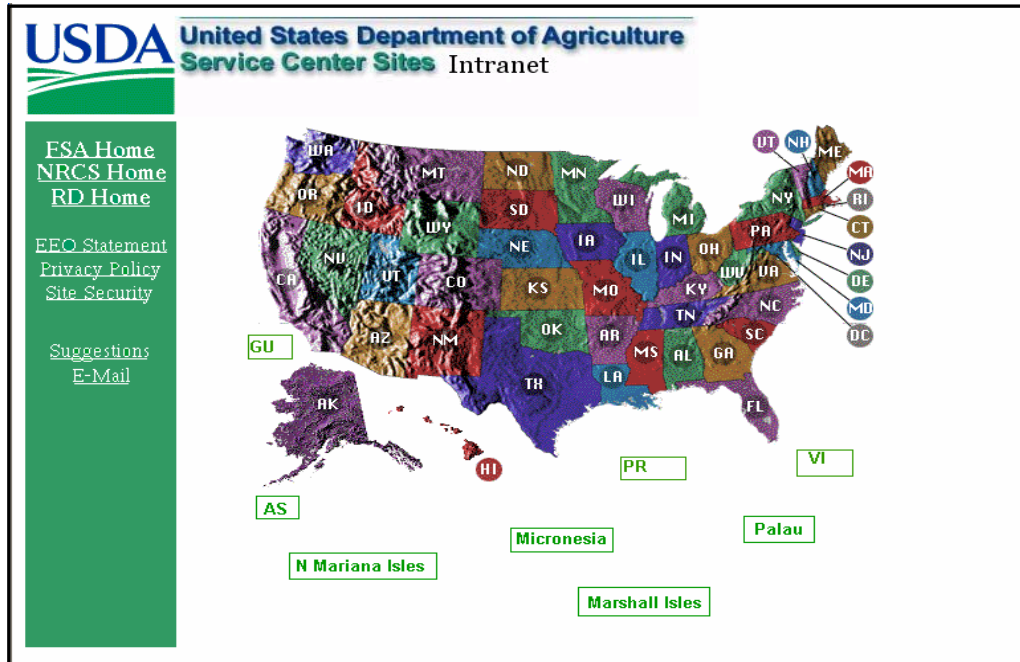 USDA
United States Department of Agriculture
Service Center Sites Intranet
FSA Home
NRCS Home
RD Home
EEO Statement
Privacy Policy
Site Security
Suggestions
E-Mail
WA
MT
ND
MN
VT
NH
ME
OR
ID
SD
WI
NY
MA
WY
MI
RI
NE
IA
PA
CT
NV
UT
IL
IN
OH
NJ
CA
CO
WV
VA
DE
KS
MO
KY
MD
NC
TN
DC
AZ
NM
OK
AR
SC
MS
AL
GA
GU
TX
LA
AK
FL
HI
PR
VI
AS
Palau
Micronesia
N Mariana Isles
Marshall Isles